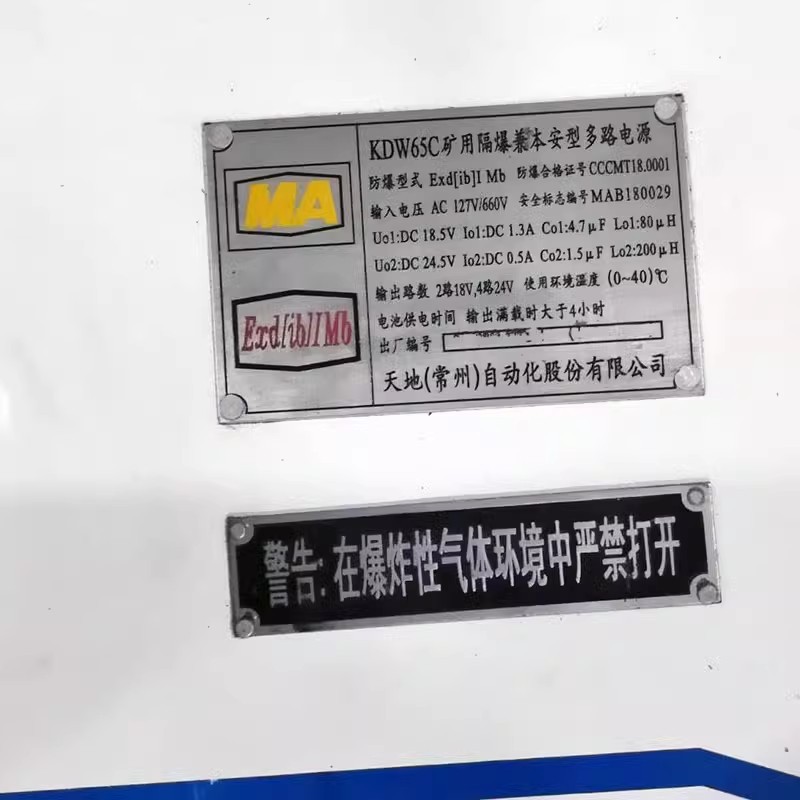 MA
Exd[ib]IMb
KDW65C矿用隔爆兼本安型多路电源
防爆型式 Exd[ib]I Mb 防爆合格证号CCCMT18.0001
输入电压 AC 127V/660V 安全标志编号MAB180029
Uo1:DC 18.5V Io1:DC 1.3A Co1:4.7μF Lo1:80μH
Uo2:DC 24.5V Io2:DC 0.5A Co2:1.5μF Lo2:200μH
输出路数 2路18V,4路24V 使用环境温度 (0~40)℃
电池供电时间 输出满载时大于4小时
出厂编号
天地(常州)自动化股份有限公司
警告:在爆炸性气体环境中严禁打开